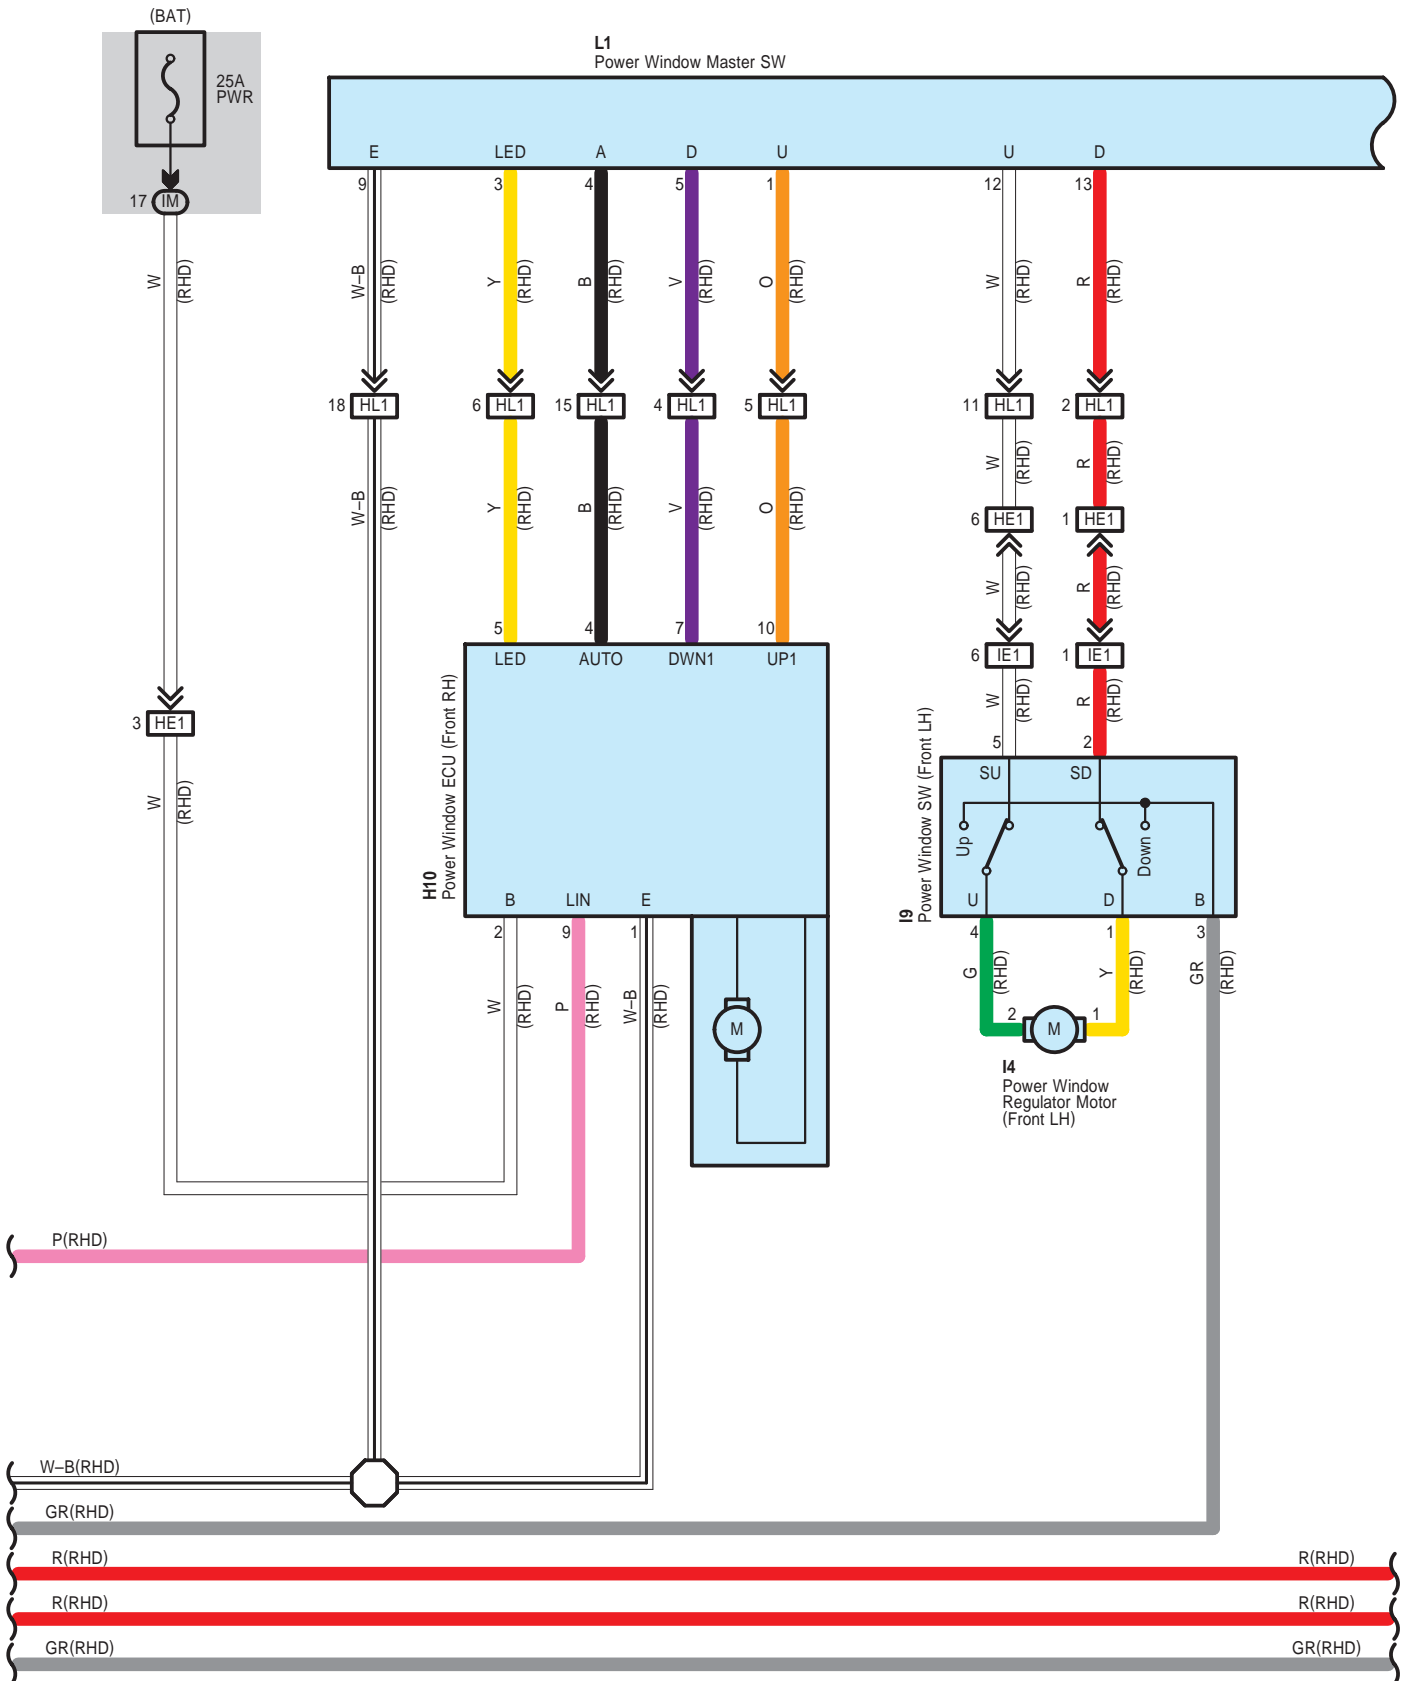 (BAT)
25A
PWR
17 IM
L1
Power Window Master SW
E LED A D U U D
9 3 4 5 1 12 13
W (RHD)
W–B (RHD)
Y (RHD)
B (RHD)
V (RHD)
O (RHD)
W (RHD)
R (RHD)
18 HL1
6 HL1
15 HL1
4 HL1
5 HL1
11 HL1
2 HL1
W–B (RHD)
Y (RHD)
B (RHD)
V (RHD)
O (RHD)
W (RHD)
R (RHD)
6 HE1
1 HE1
W (RHD)
R (RHD)
5 4 7 10
LED AUTO DWN1 UP1
6 IE1
1 IE1
W (RHD)
R (RHD)
3 HE1
W (RHD)
H10
Power Window ECU (Front RH)
5 2
SU SD
Up
Down
I9
Power Window SW (Front LH)
B LIN E
U D B
2 9 1
4 1 3
W (RHD)
P (RHD)
W–B (RHD)
G (RHD)
Y (RHD)
GR (RHD)
M
2 M 1
I4
Power Window
Regulator Motor
(Front LH)
P(RHD)
W–B(RHD)
GR(RHD)
R(RHD) R(RHD)
R(RHD) R(RHD)
GR(RHD) GR(RHD)